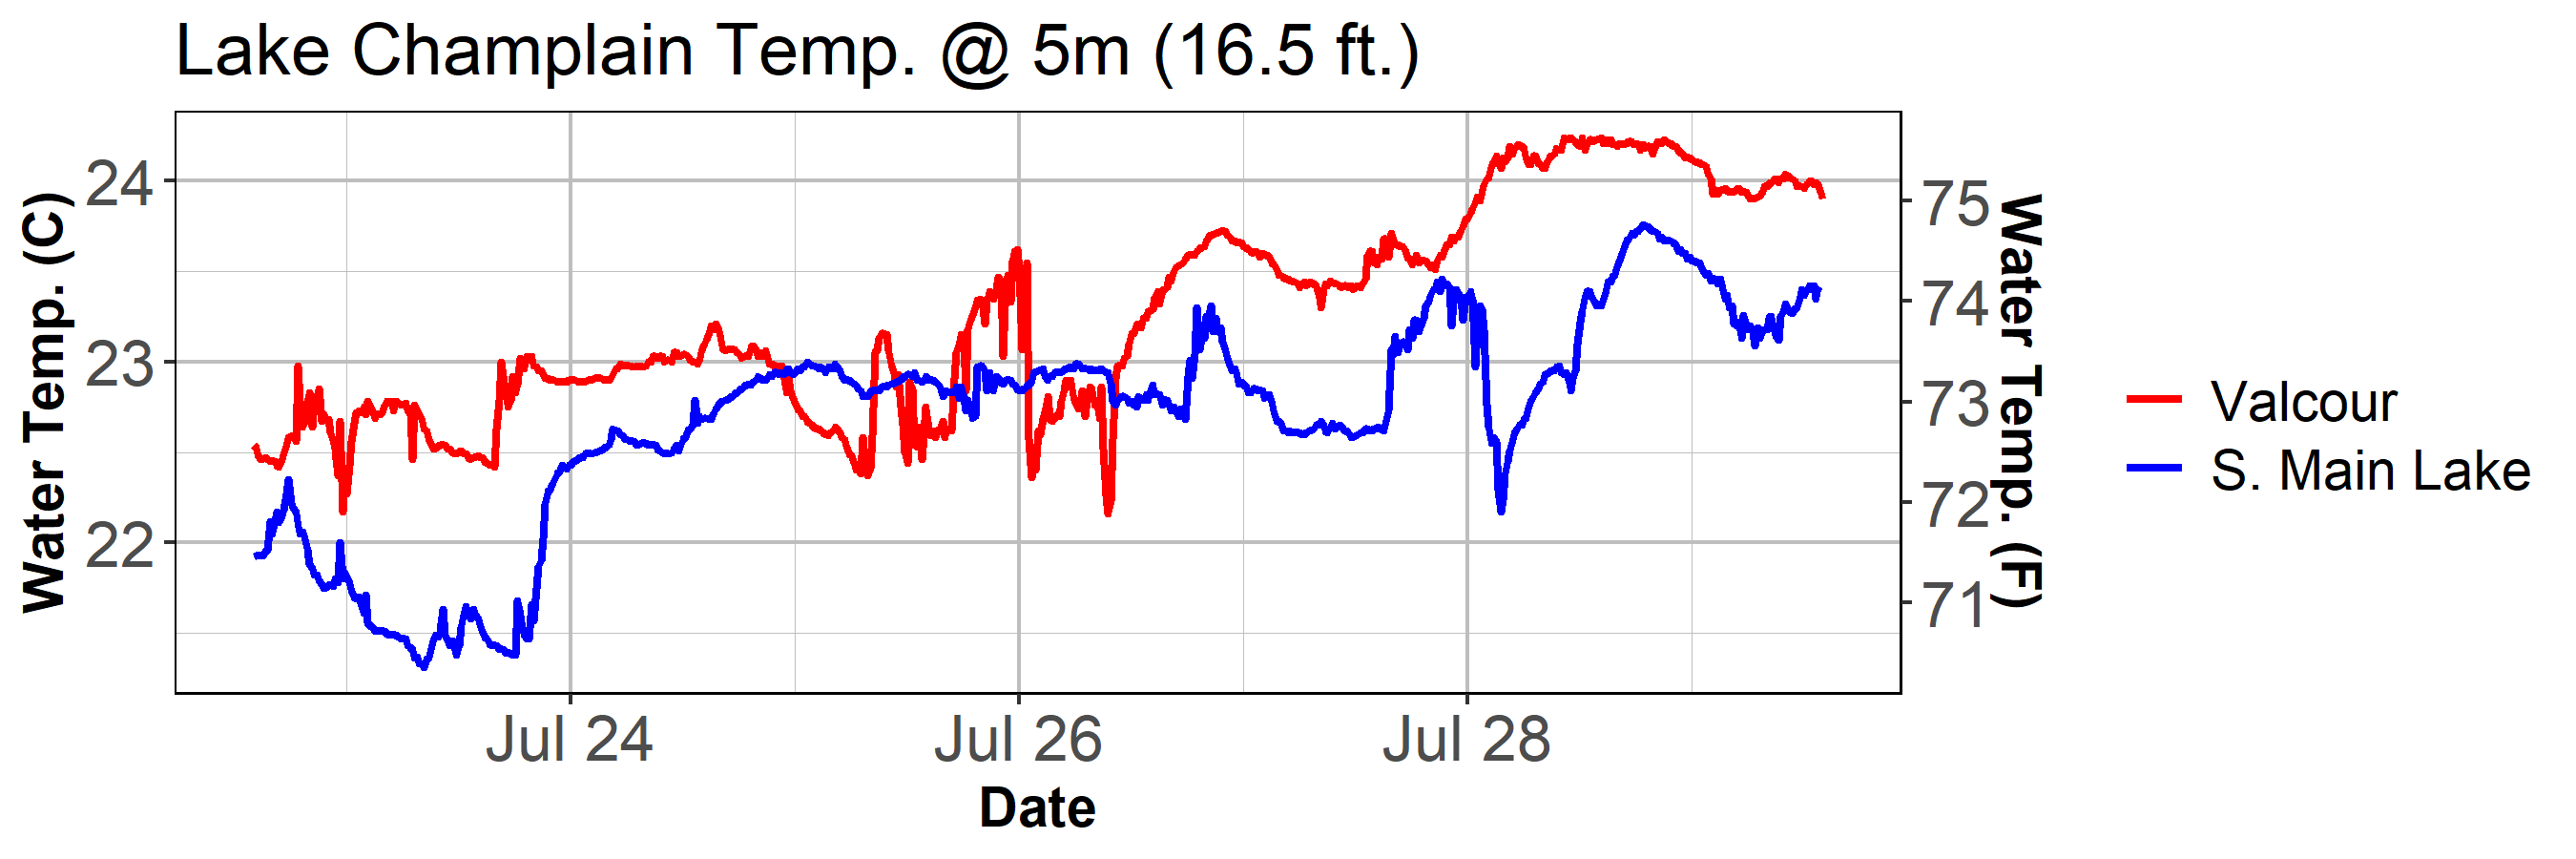 Lake Champlain Temp. @ 5m (16.5 ft.)
Water Temp. (C)
24
23
22
75
74
73
72
71
Water Temp. (F)
Jul 24
Jul 26
Jul 28
Date
Valcour
S. Main Lake